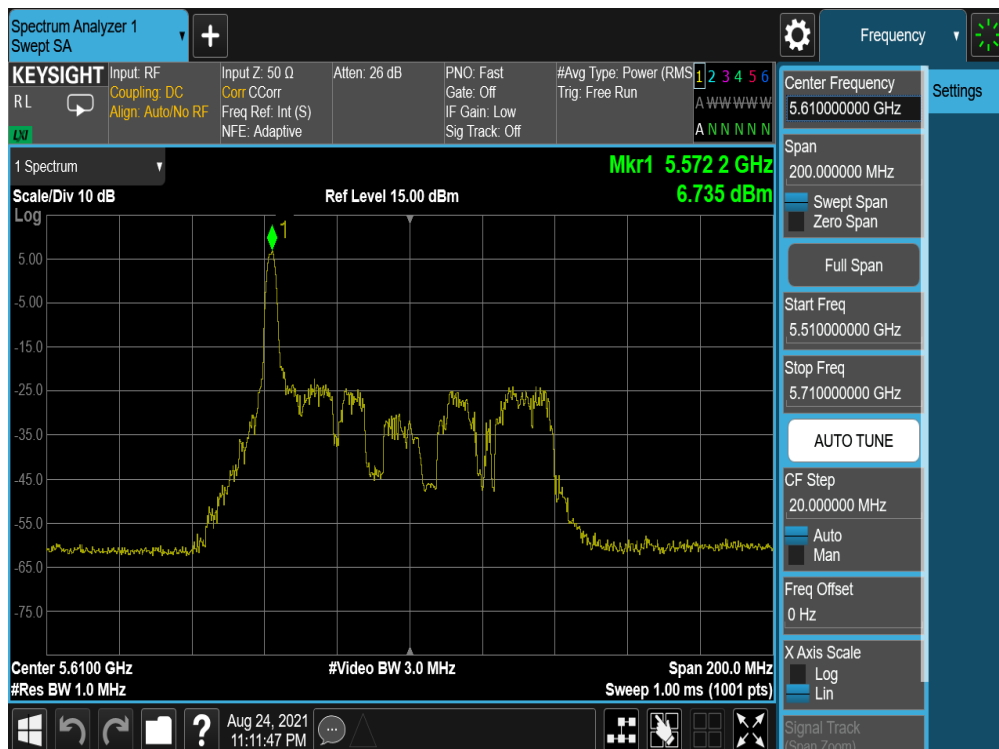 Spectrum Analyzer 1
Swept SA
+
Frequency
KEYSIGHT
R L
LXI
Input: RF
Coupling: DC
Align: Auto/No RF
Input Z: 50 Ω
Corr CCorr
Freq Ref: Int (S)
NFE: Adaptive
Atten: 26 dB
PNO: Fast
Gate: Off
IF Gain: Low
Sig Track: Off
#Avg Type: Power (RMS
Trig: Free Run
1 2 3 4 5 6
A W W W W W
A N N N N N
1 Spectrum
Mkr1 5.572 2 GHz
6.735 dBm
Scale/Div 10 dB
Ref Level 15.00 dBm
Log
1
5.00
-5.00
-15.0
-25.0
-35.0
-45.0
-55.0
-65.0
-75.0
Center 5.6100 GHz
#Video BW 3.0 MHz
Span 200.0 MHz
#Res BW 1.0 MHz
Sweep 1.00 ms (1001 pts)
Center Frequency
5.610000000 GHz
Settings
Span
200.000000 MHz
Swept Span
Zero Span
Full Span
Start Freq
5.510000000 GHz
Stop Freq
5.710000000 GHz
AUTO TUNE
CF Step
20.000000 MHz
Auto
Man
Freq Offset
0 Hz
X Axis Scale
Log
Lin
Signal Track
(Span Zoom)
?
Aug 24, 2021
11:11:47 PM